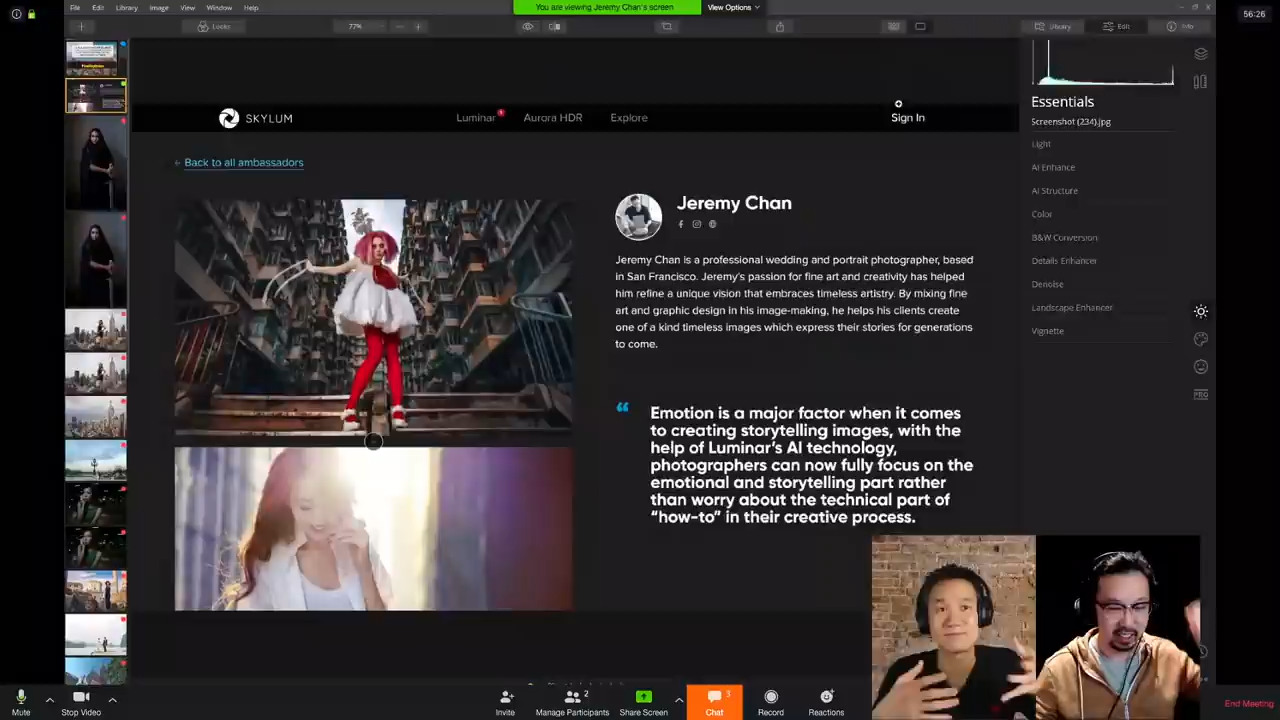 File Edit Library Image View Window Help
You are viewing Jeremy Chan's screen
View Options
56:26
Looks
77%
Library
Edit
Info
SKYLUM
Luminar
Aurora HDR
Explore
Sign In
Back to all ambassadors
Jeremy Chan
Jeremy Chan is a professional wedding and portrait photographer, based
in San Francisco. Jeremy's passion for fine art and creativity has helped
him refine a unique vision that embraces timeless artistry. By mixing fine
art and graphic design in his image-making, he helps his clients create
one of a kind timeless images which express their stories for generations
to come.
“
Emotion is a major factor when it comes
to creating storytelling images, with the
help of Luminar's AI technology,
photographers can now fully focus on the
emotional and storytelling part rather
than worry about the technical part of
“how-to” in their creative process.
Essentials
Screenshot (234).jpg
Light
AI Enhance
AI Structure
Color
B&W Conversion
Details Enhancer
Denoise
Landscape Enhancer
Vignette
PRO
Mute
Stop Video
Invite
2
Manage Participants
Share Screen
3
Chat
Record
Reactions
End Meeting